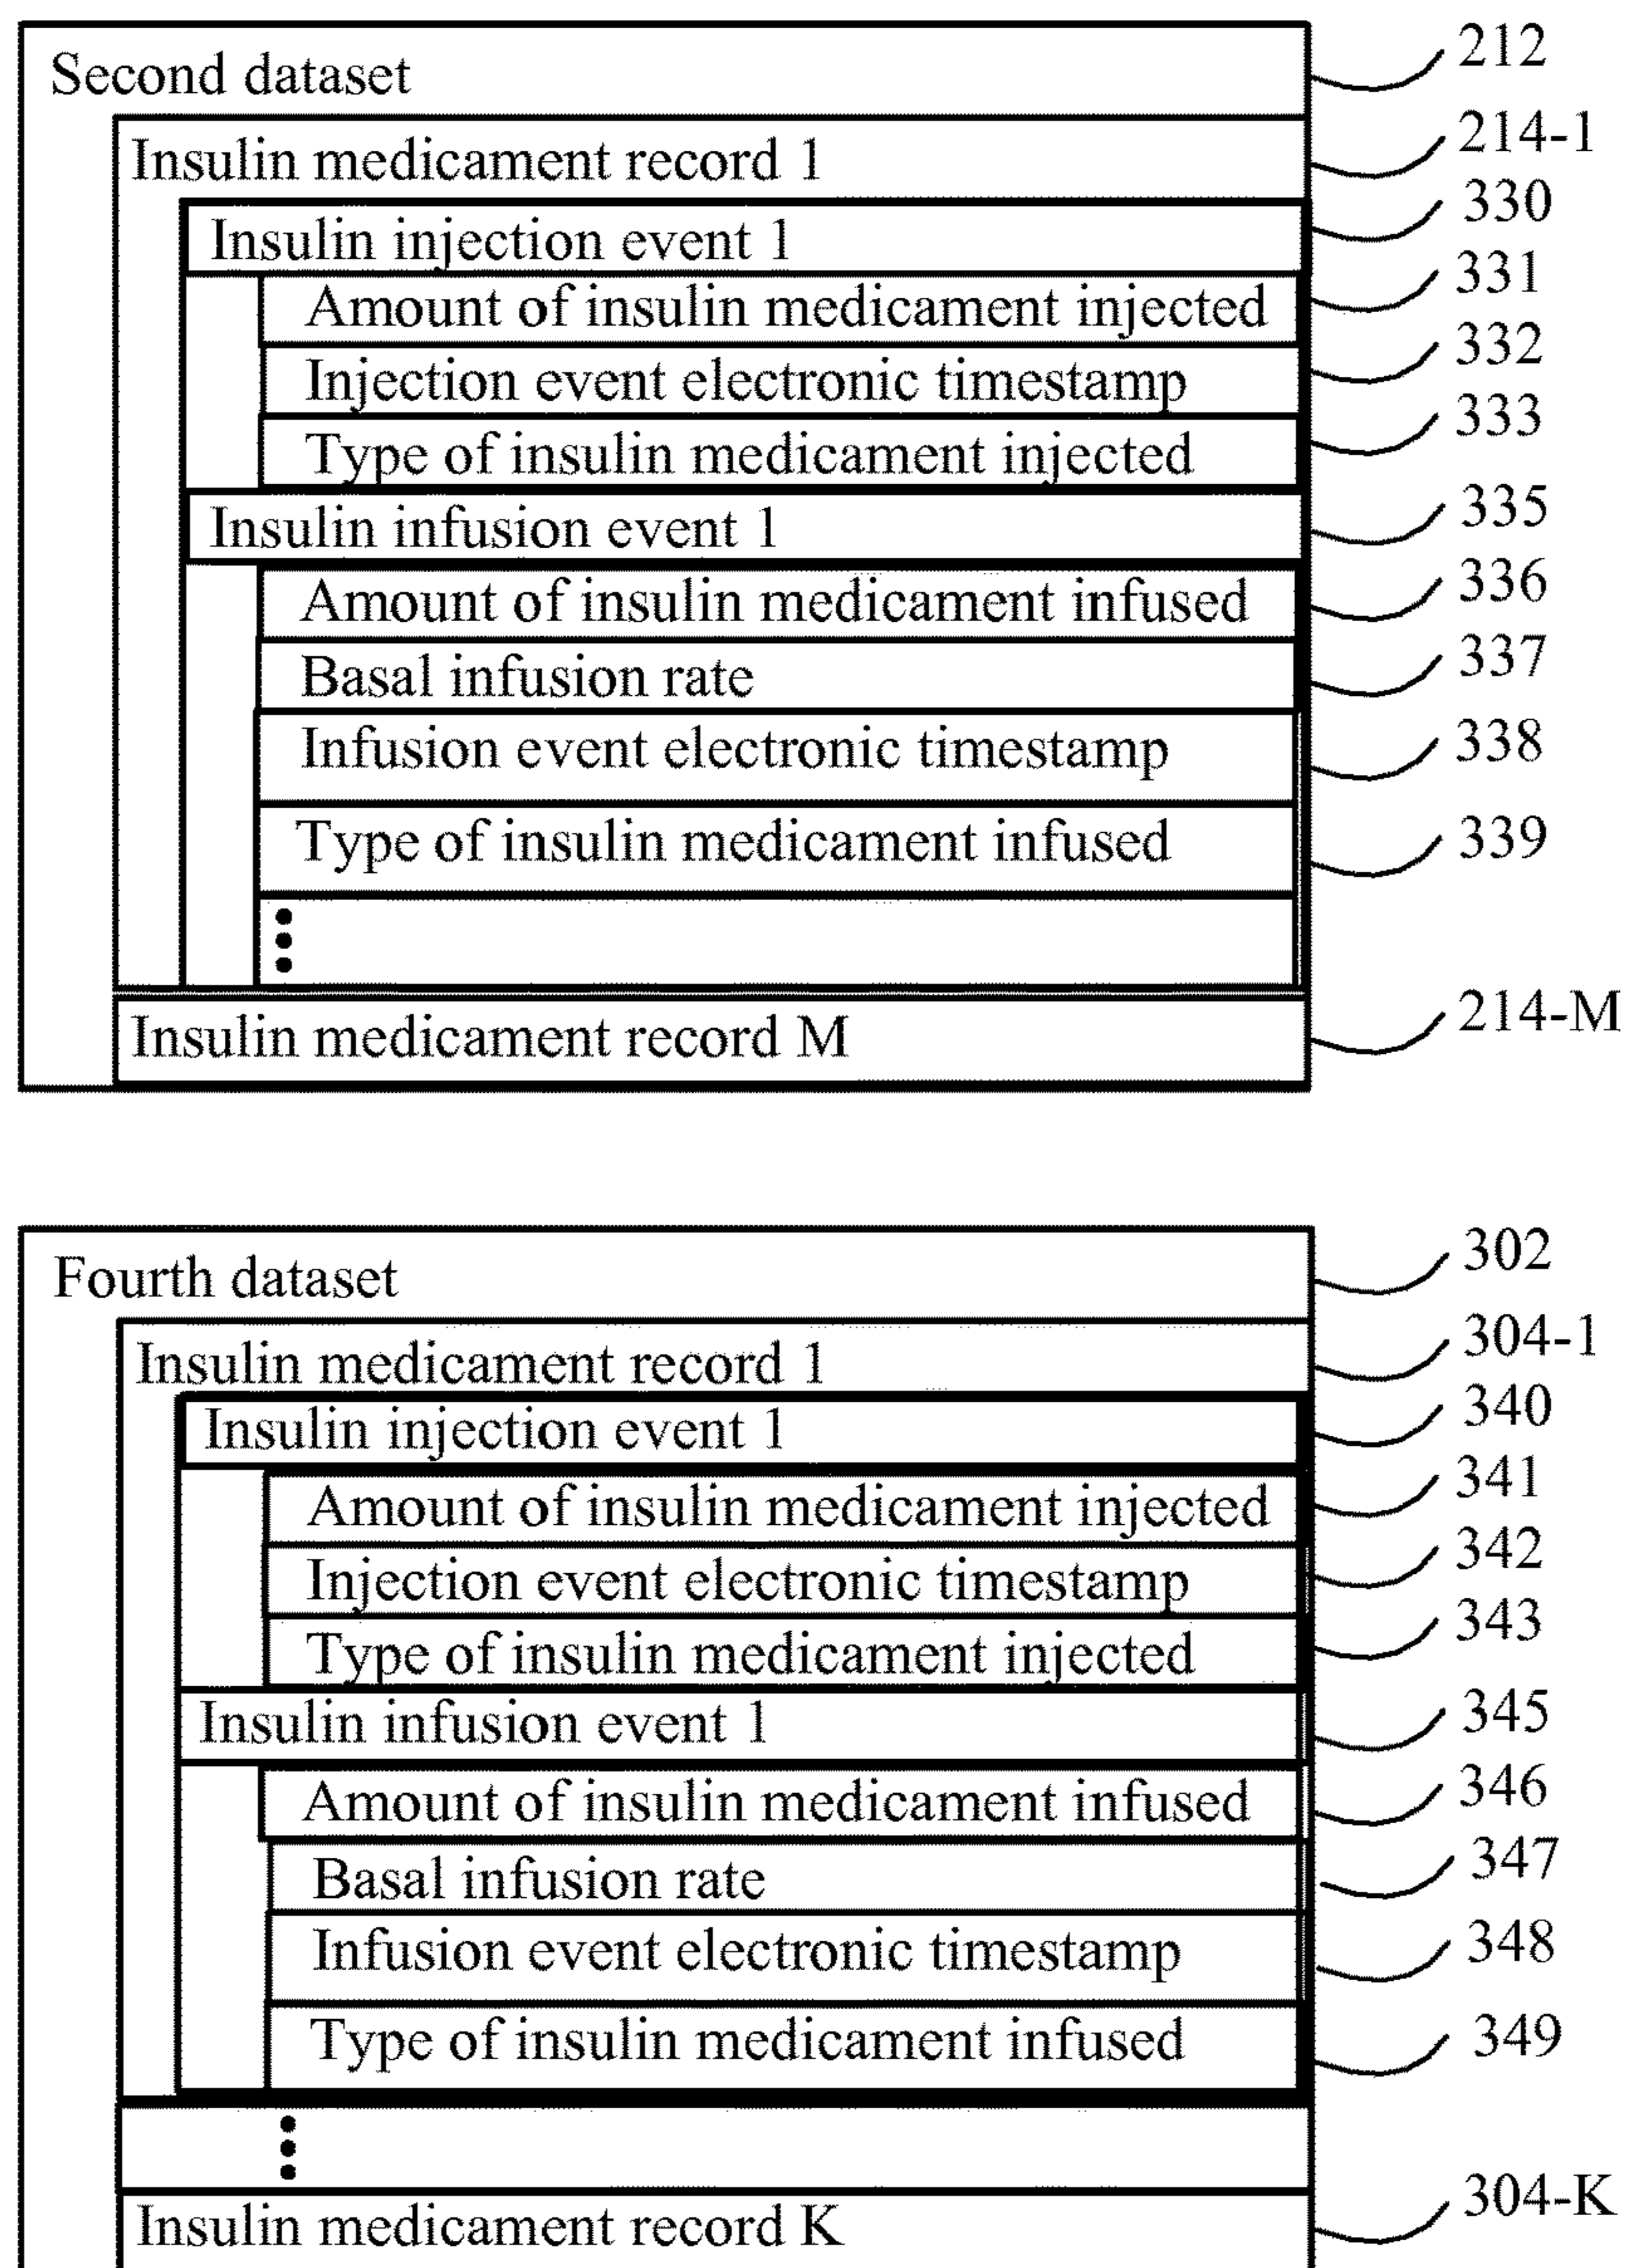 Second dataset 212
Insulin medicament record 1 214-1
Insulin injection event 1 330
Amount of insulin medicament injected 331
Injection event electronic timestamp 332
Type of insulin medicament injected 333
Insulin infusion event 1 335
Amount of insulin medicament infused 336
Basal infusion rate 337
Infusion event electronic timestamp 338
Type of insulin medicament infused 339
Insulin medicament record M 214-M
Fourth dataset 302
Insulin medicament record 1 304-1
Insulin injection event 1 340
Amount of insulin medicament injected 341
Injection event electronic timestamp 342
Type of insulin medicament injected 343
Insulin infusion event 1 345
Amount of insulin medicament infused 346
Basal infusion rate 347
Infusion event electronic timestamp 348
Type of insulin medicament infused 349
Insulin medicament record K 304-K